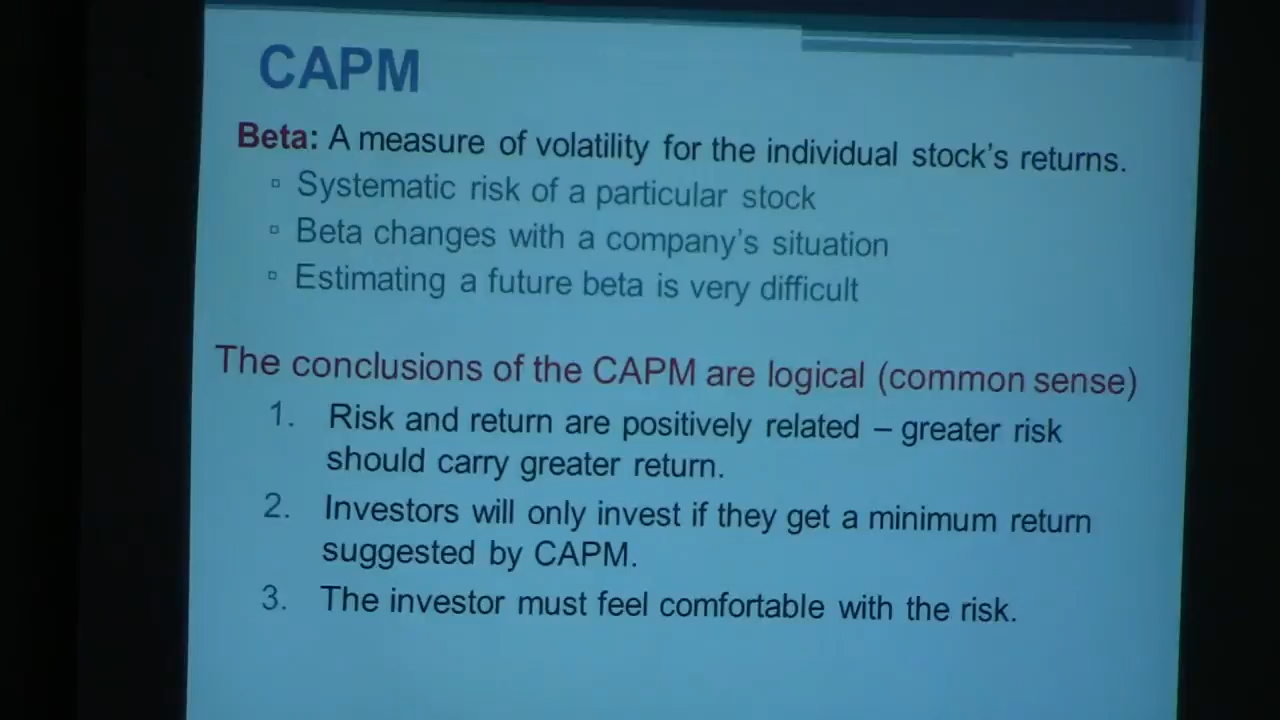 CAPM
Beta: A measure of volatility for the individual stock's returns.
▫ Systematic risk of a particular stock
▫ Beta changes with a company's situation
▫ Estimating a future beta is very difficult
The conclusions of the CAPM are logical (common sense)
1. Risk and return are positively related – greater risk
should carry greater return.
2. Investors will only invest if they get a minimum return
suggested by CAPM.
3. The investor must feel comfortable with the risk.